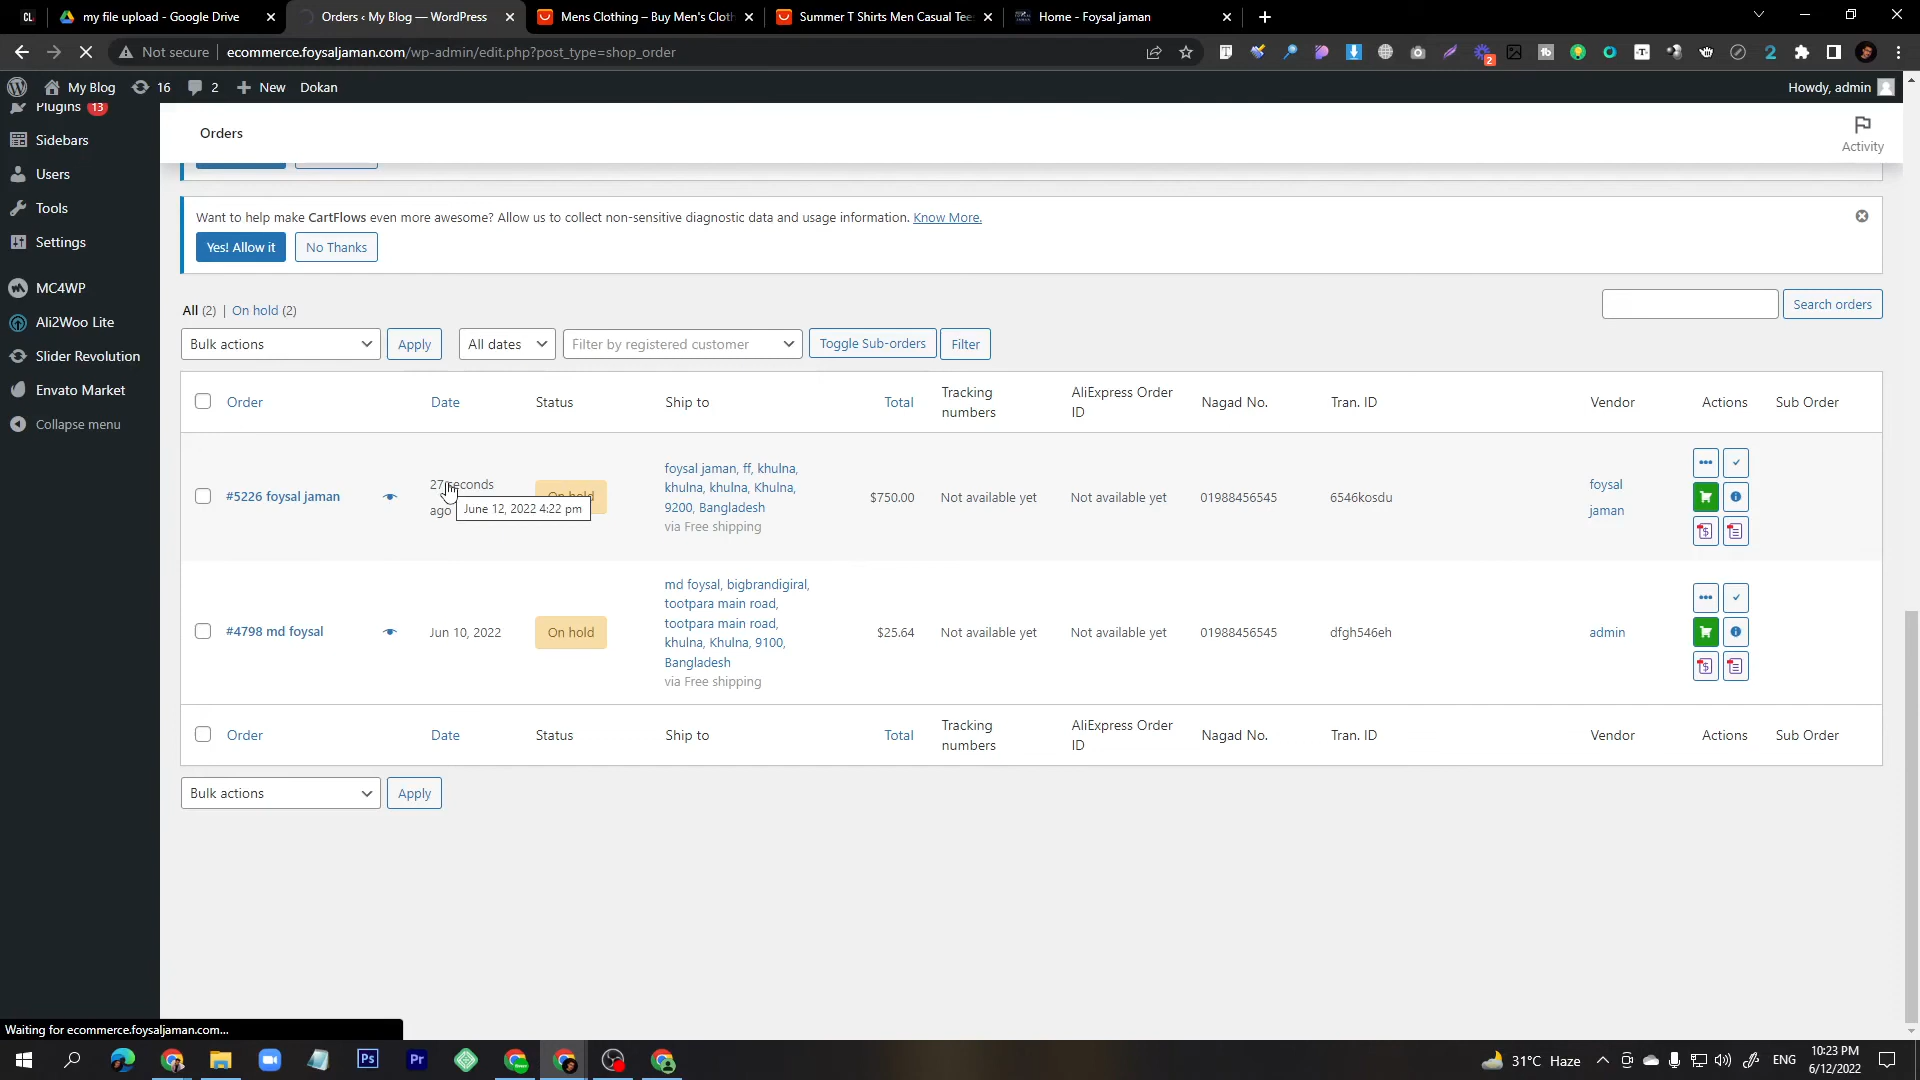 my file upload - Google Drive
Orders ‹ My Blog — WordPress
Mens Clothing – Buy Men's Cloth
Summer T Shirts Men Casual Tee
Home - Foysal jaman
Not secure
ecommerce.foysaljaman.com/wp-admin/edit.php?post_type=shop_order
My Blog
16
2
New
Dokan
Howdy, admin
Plugins 13
Sidebars
Users
Tools
Settings
MC4WP
Ali2Woo Lite
Slider Revolution
Envato Market
Collapse menu
Orders
Activity
Want to help make CartFlows even more awesome? Allow us to collect non-sensitive diagnostic data and usage information. Know More.
Yes! Allow it
No Thanks
All (2) | On hold (2)
Search orders
Bulk actions
Apply
All dates
Filter by registered customer
Toggle Sub-orders
Filter
Order
Date
Status
Ship to
Total
Tracking
numbers
AliExpress Order
ID
Nagad No.
Tran. ID
Vendor
Actions
Sub Order
#5226 foysal jaman
27 seconds
ago
June 12, 2022 4:22 pm
On hold
foysal jaman, ff, khulna,
khulna, khulna, Khulna,
9200, Bangladesh
via Free shipping
$750.00
Not available yet
Not available yet
01988456545
6546kosdu
foysal
jaman
#4798 md foysal
Jun 10, 2022
On hold
md foysal, bigbrandigiral,
tootpara main road,
tootpara main road,
khulna, Khulna, 9100,
Bangladesh
via Free shipping
$25.64
Not available yet
Not available yet
01988456545
dfgh546eh
admin
Order
Date
Status
Ship to
Total
Tracking
numbers
AliExpress Order
ID
Nagad No.
Tran. ID
Vendor
Actions
Sub Order
Bulk actions
Apply
Waiting for ecommerce.foysaljaman.com...
31°C Haze
ENG
10:23 PM
6/12/2022